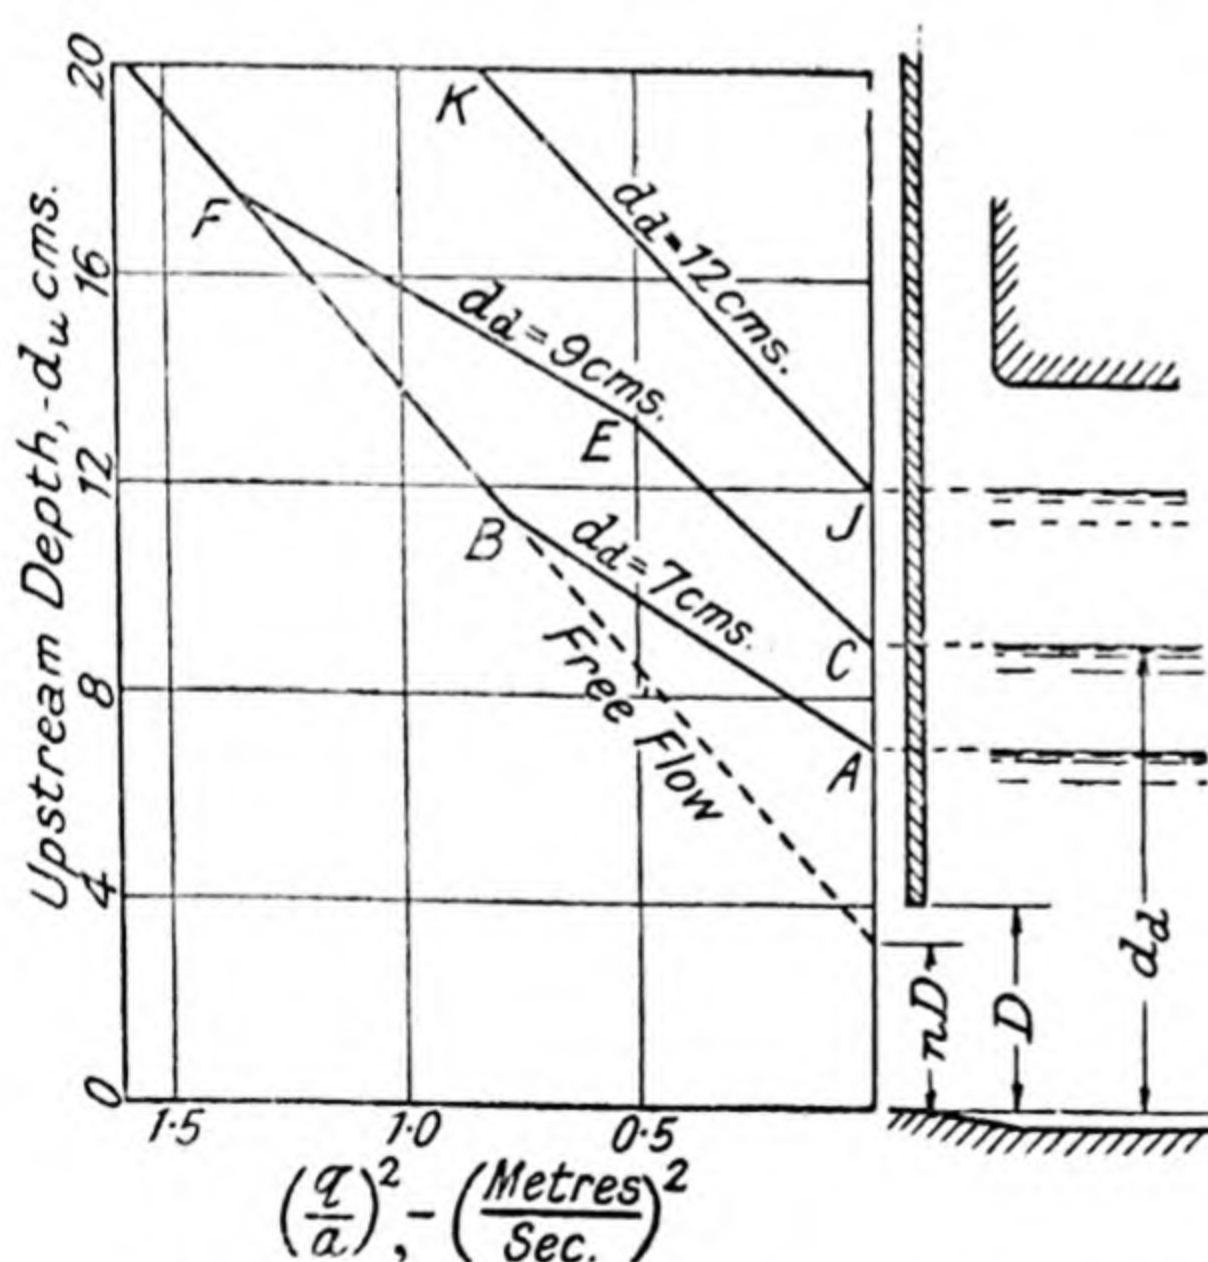 Upstream Depth,-du cms.
20
16
12
8
4
0
K
dd=12cms.
F
dd=9cms.
E
J
B
dd=7cms.
C
Free Flow
A
nD
D
dd
1.5
1.0
0.5
(q/a)²,-(Metres/Sec.)²